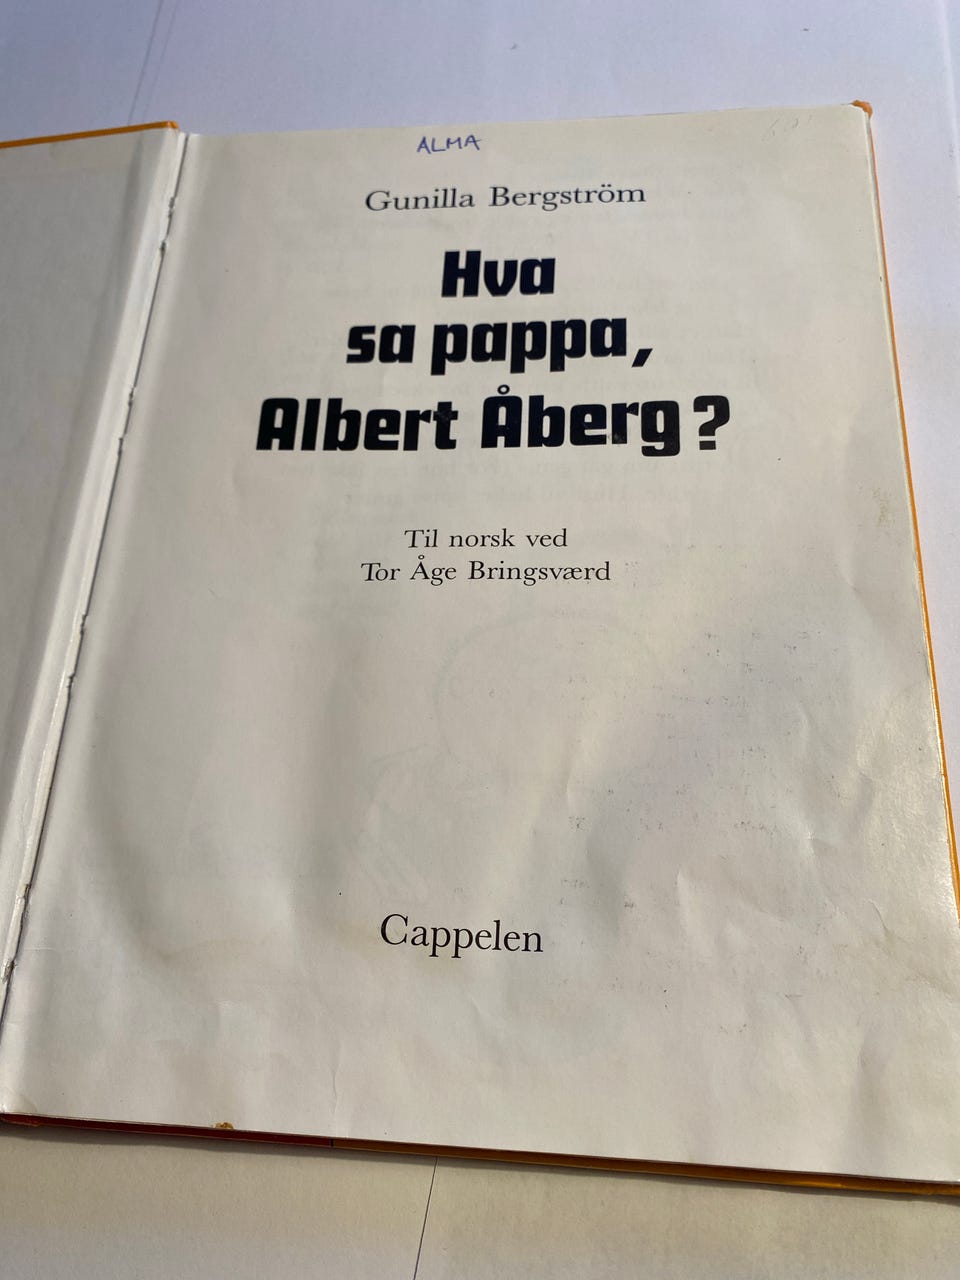 ALMA
Gunilla Bergström
Hva
sa pappa,
Albert Åberg?
Til norsk ved
Tor Åge Bringsværd
Cappelen